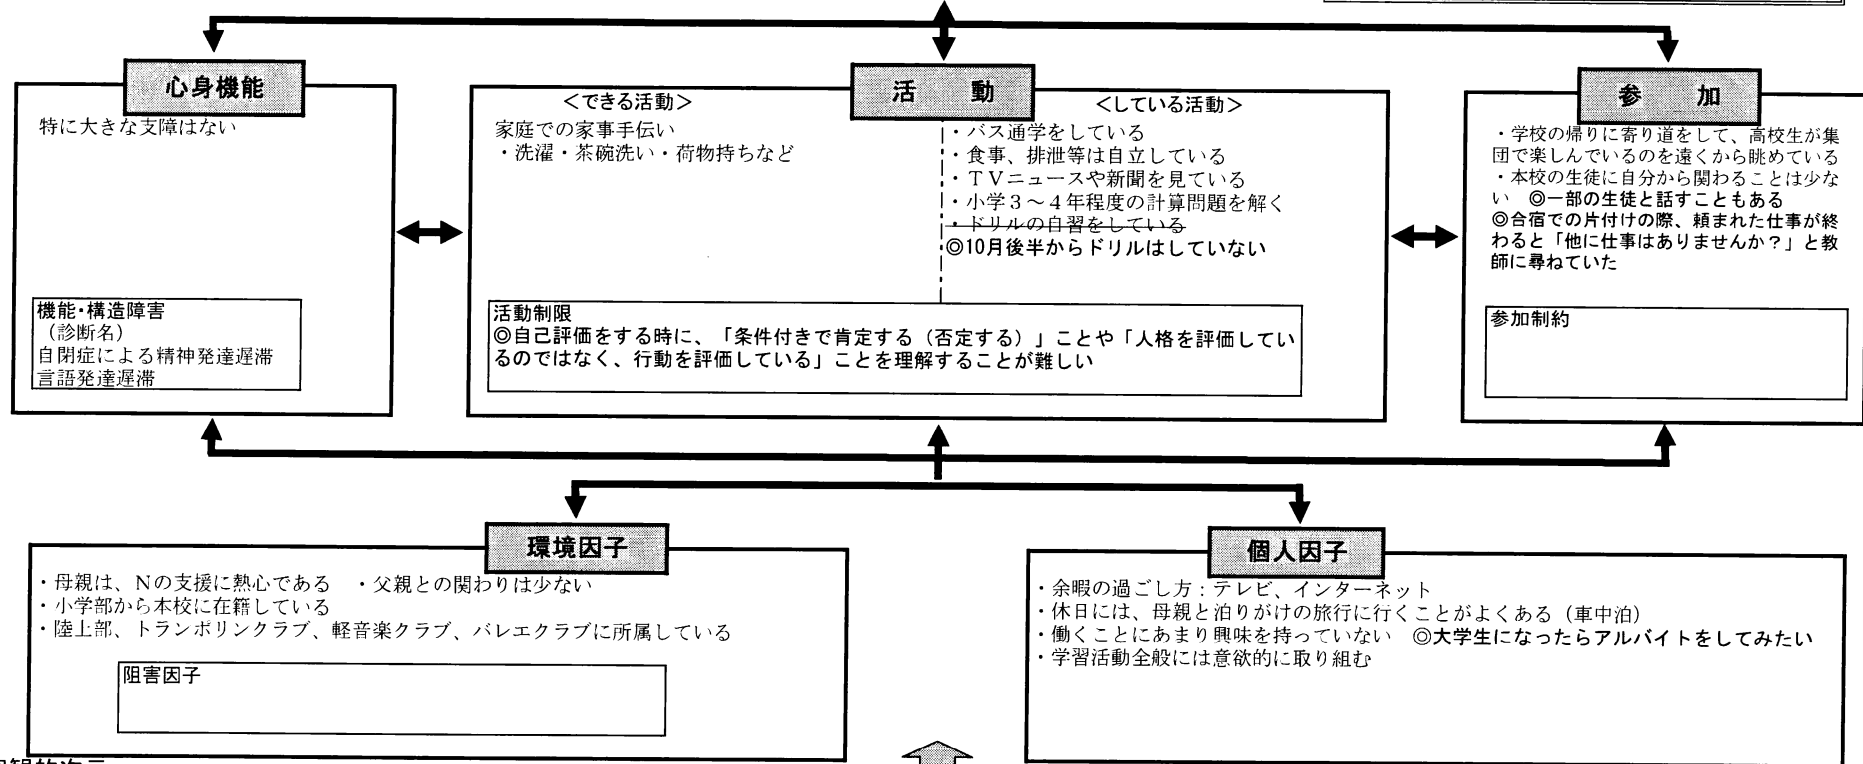 心身機能
特に大きな支障はない
機能・構造障害
（診断名）
自閉症による精神発達遅滞
言語発達遅滞
活　　動
＜できる活動＞
家庭での家事手伝い
・洗濯・茶碗洗い・荷物持ちなど
＜している活動＞
・バス通学をしている
・食事、排泄等は自立している
・ＴＶニュースや新聞を見ている
・小学３～４年程度の計算問題を解く
・ドリルの自習をしている
◎10月後半からドリルはしていない
活動制限
◎自己評価をする時に、「条件付きで肯定する（否定する）」ことや「人格を評価してい
るのではなく、行動を評価している」ことを理解することが難しい
参　　加
・学校の帰りに寄り道をして、高校生が集
団で楽しんでいるのを遠くから眺めている
・本校の生徒に自分から関わることは少な
い　◎一部の生徒と話すこともある
◎合宿での片付けの際、頼まれた仕事が終
わると「他に仕事はありませんか？」と教
師に尋ねていた
参加制約
環境因子
・母親は、Ｎの支援に熱心である　・父親との関わりは少ない
・小学部から本校に在籍している
・陸上部、トランポリンクラブ、軽音楽クラブ、バレエクラブに所属している
阻害因子
個人因子
・余暇の過ごし方：テレビ、インターネット
・休日には、母親と泊りがけの旅行に行くことがよくある（車中泊）
・働くことにあまり興味を持っていない　◎大学生になったらアルバイトをしてみたい
・学習活動全般には意欲的に取り組む